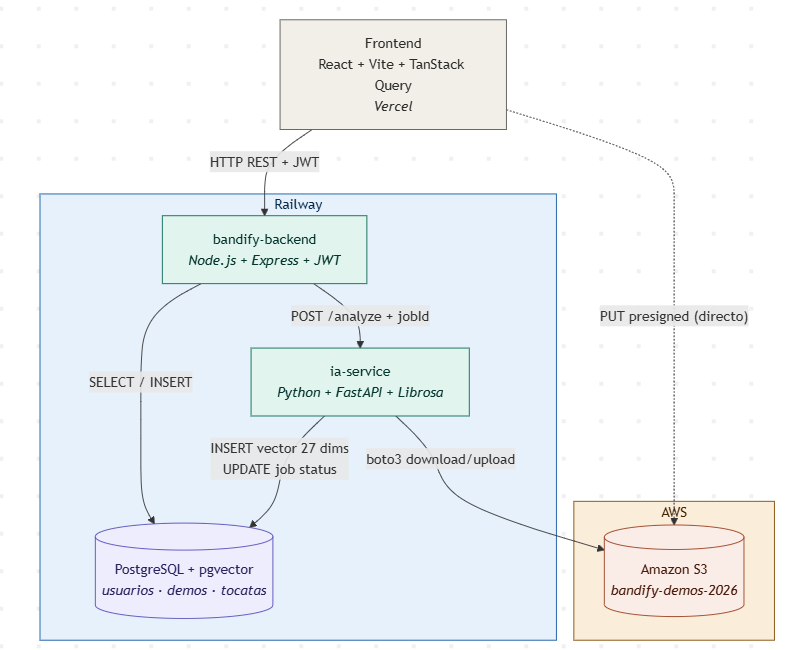 Frontend
React + Vite + TanStack
Query
Vercel
HTTP REST + JWT
Railway
bandify-backend
Node.js + Express + JWT
POST /analyze + jobId
PUT presigned (directo)
ia-service
Python + FastAPI + Librosa
SELECT / INSERT
INSERT vector 27 dims
UPDATE job status
boto3 download/upload
AWS
PostgreSQL + pgvector
usuarios · demos · tocatas
Amazon S3
bandify-demos-2026